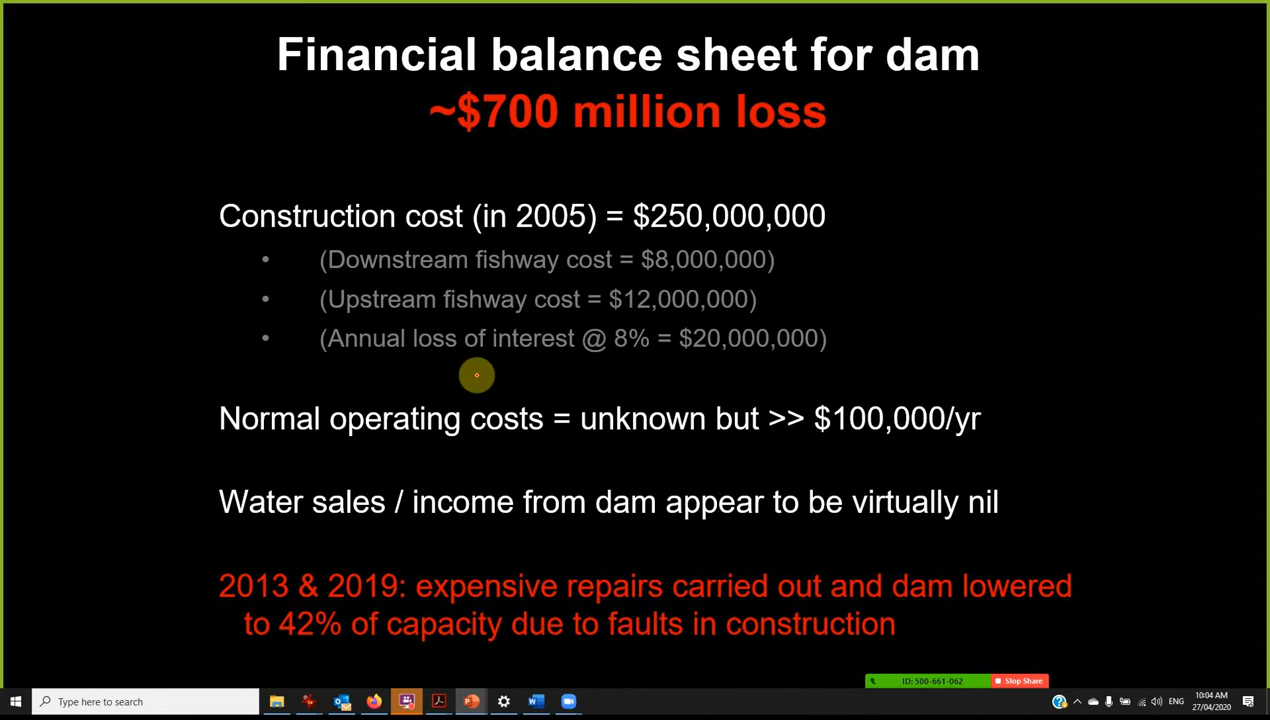 Financial balance sheet for dam
~$700 million loss
Construction cost (in 2005) = $250,000,000
• (Downstream fishway cost = $8,000,000)
• (Upstream fishway cost = $12,000,000)
• (Annual loss of interest @ 8% = $20,000,000)
Normal operating costs = unknown but >> $100,000/yr
Water sales / income from dam appear to be virtually nil
2013 & 2019: expensive repairs carried out and dam lowered
to 42% of capacity due to faults in construction
ID: 500-661-062 Stop Share
Type here to search
ENG
10:04 AM
27/04/2020